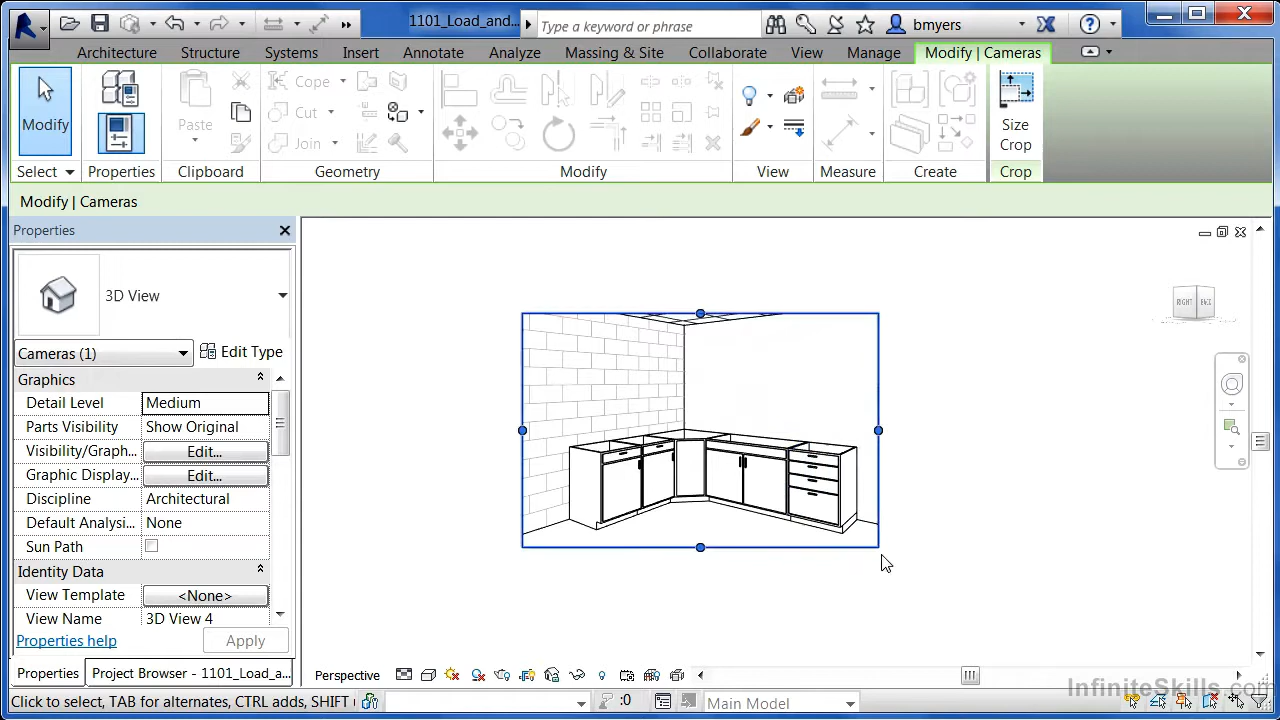 1101_Load_and...
Type a keyword or phrase
bmyers
Architecture Structure Systems Insert Annotate Analyze Massing & Site Collaborate View Manage Modify | Cameras
Modify
Cope
Cut
Join
Paste
Size
Crop
Select Properties Clipboard Geometry Modify View Measure Create Crop
Modify | Cameras
Properties
3D View
Cameras (1)
Edit Type
Graphics
Detail Level Medium
Parts Visibility Show Original
Visibility/Graph... Edit...
Graphic Display... Edit...
Discipline Architectural
Default Analysi... None
Sun Path
Identity Data
View Template <None>
View Name 3D View 4
Properties help
Apply
RIGHT BACK
Properties
Project Browser - 1101_Load_a...
Perspective
Click to select, TAB for alternates, CTRL adds, SHIFT u
:0
Main Model
InfiniteSkills.com